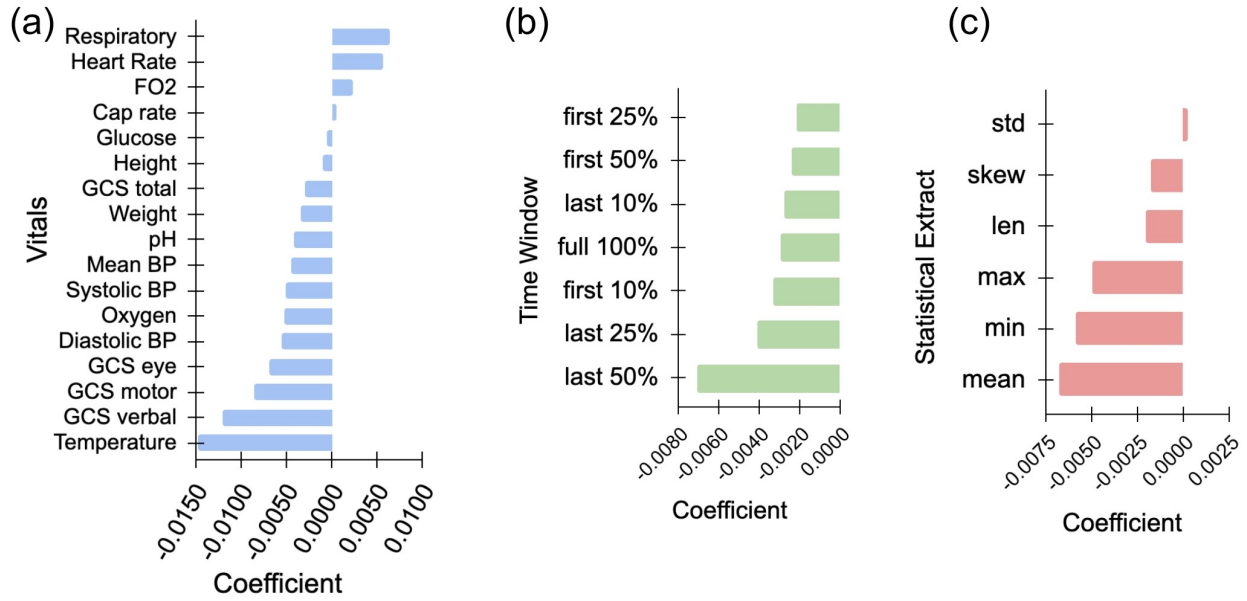 (a)
Vitals
Respiratory
Heart Rate
FO2
Cap rate
Glucose
Height
GCS total
Weight
pH
Mean BP
Systolic BP
Oxygen
Diastolic BP
GCS eye
GCS motor
GCS verbal
Temperature
-0.0150
-0.0100
-0.0050
0.0000
0.0050
0.0100
Coefficient
(b)
Time Window
first 25%
first 50%
last 10%
full 100%
first 10%
last 25%
last 50%
-0.0080
-0.0060
-0.0040
-0.0020
0.0000
Coefficient
(c)
Statistical Extract
std
skew
len
max
min
mean
-0.0075
-0.0050
-0.0025
0.0000
0.0025
Coefficient